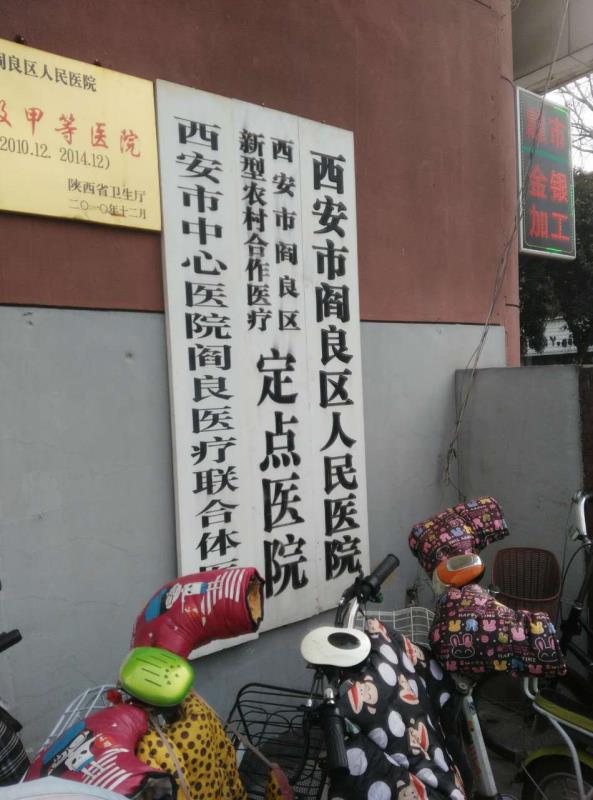 阎良区人民医院
级甲等医院
(2010.12. 2014.12)
陕西省卫生厅
二〇一〇年十二月
西安市阎良区人民医院
西安市阎良区
新型农村合作医疗
定点医院
西安市中心医院阎良医疗联合体医
市
金银
加工